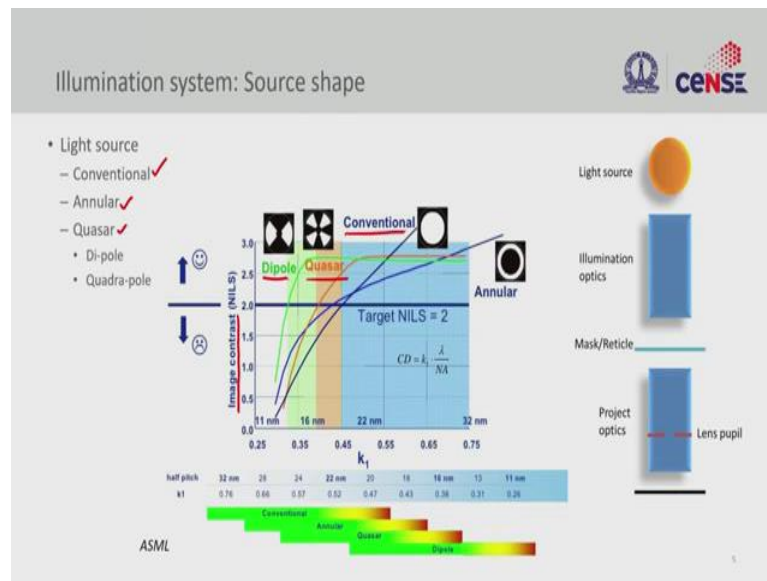 Illumination system: Source shape
CeNSE
• Light source
– Conventional
– Annular
– Quasar
• Di-pole
• Quadra-pole
Light source
Illumination optics
Mask/Reticle
Project optics
Lens pupil
Conventional
Dipole
Quasar
Annular
Image contrast (NILS)
3.0
2.5
2.0
1.5
1.0
0.5
0.0
Target NILS = 2
CD = k₁ · λ / NA
11 nm 16 nm 22 nm 32 nm
0.25 0.35 0.45 0.55 0.65 0.75
k₁
half pitch 32 nm 28 24 22 nm 20 18 16 nm 13 11 nm
k1 0.76 0.66 0.57 0.52 0.47 0.43 0.38 0.31 0.26
Conventional
Annular
Quasar
Dipole
ASML
5